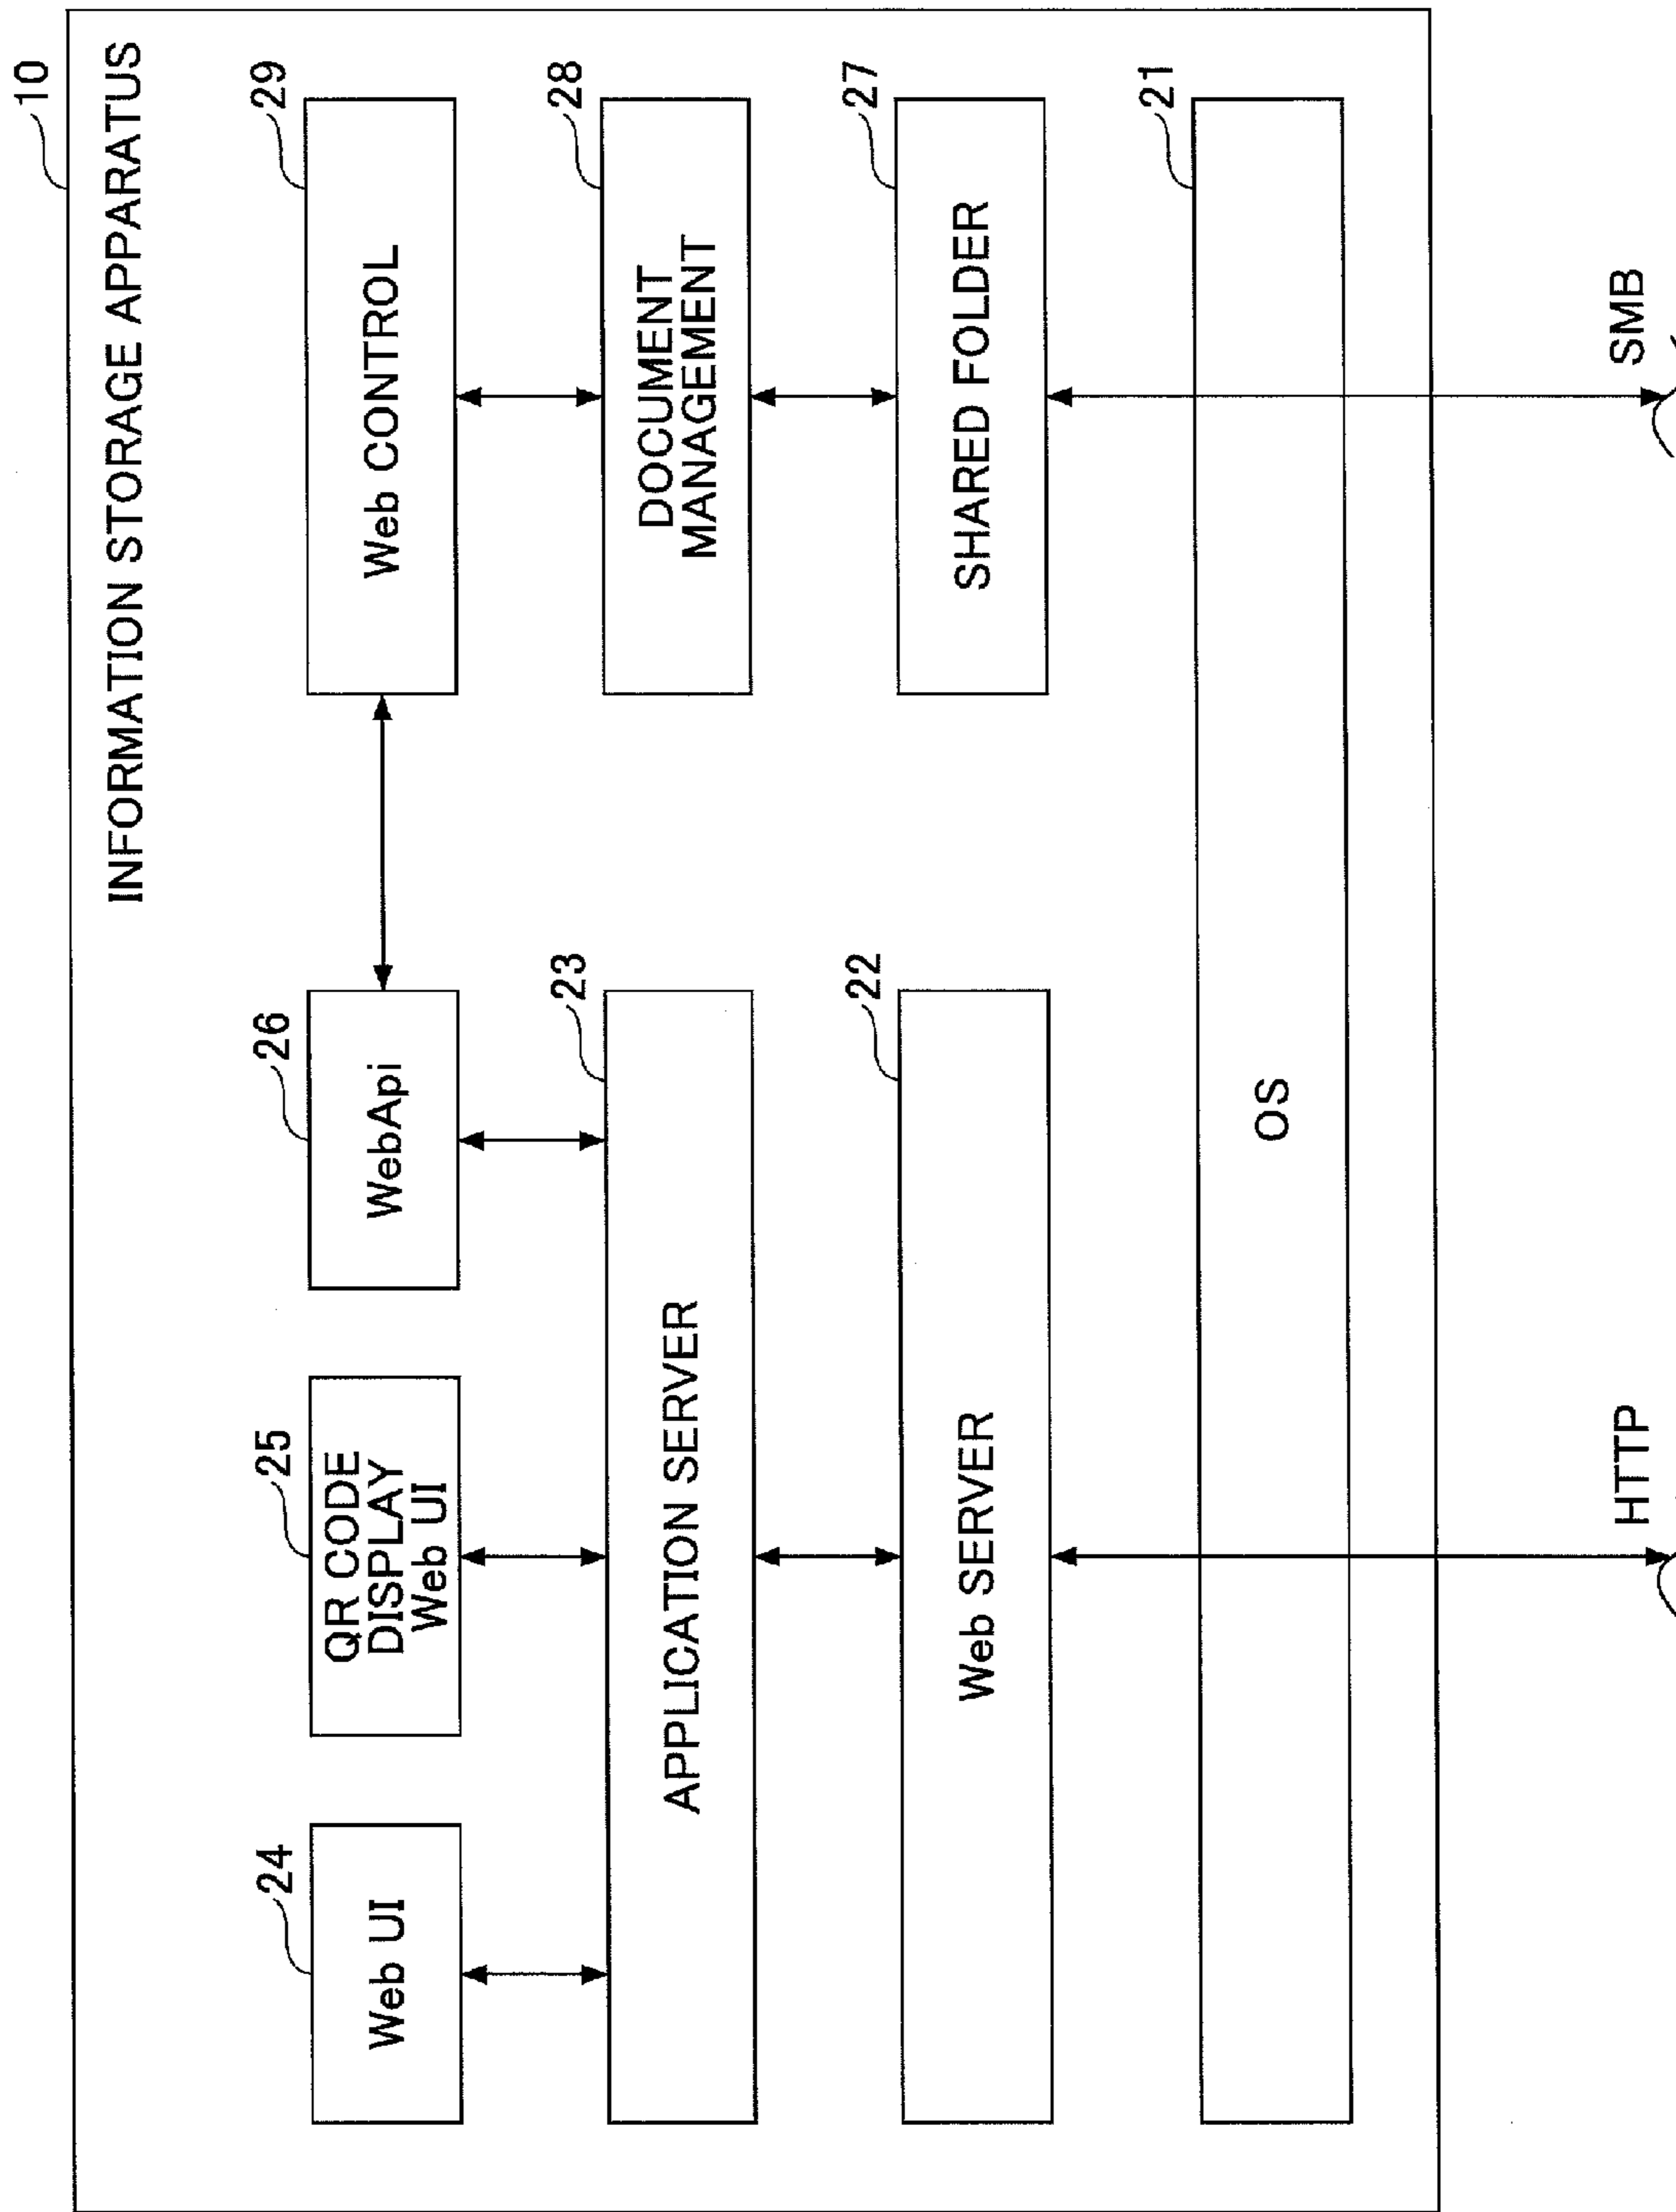 10
INFORMATION STORAGE APPARATUS
24
Web UI
25
QR CODE
DISPLAY
Web UI
26
WebApi
29
Web CONTROL
23
APPLICATION SERVER
28
DOCUMENT
MANAGEMENT
22
Web SERVER
27
SHARED FOLDER
21
OS
HTTP
SMB